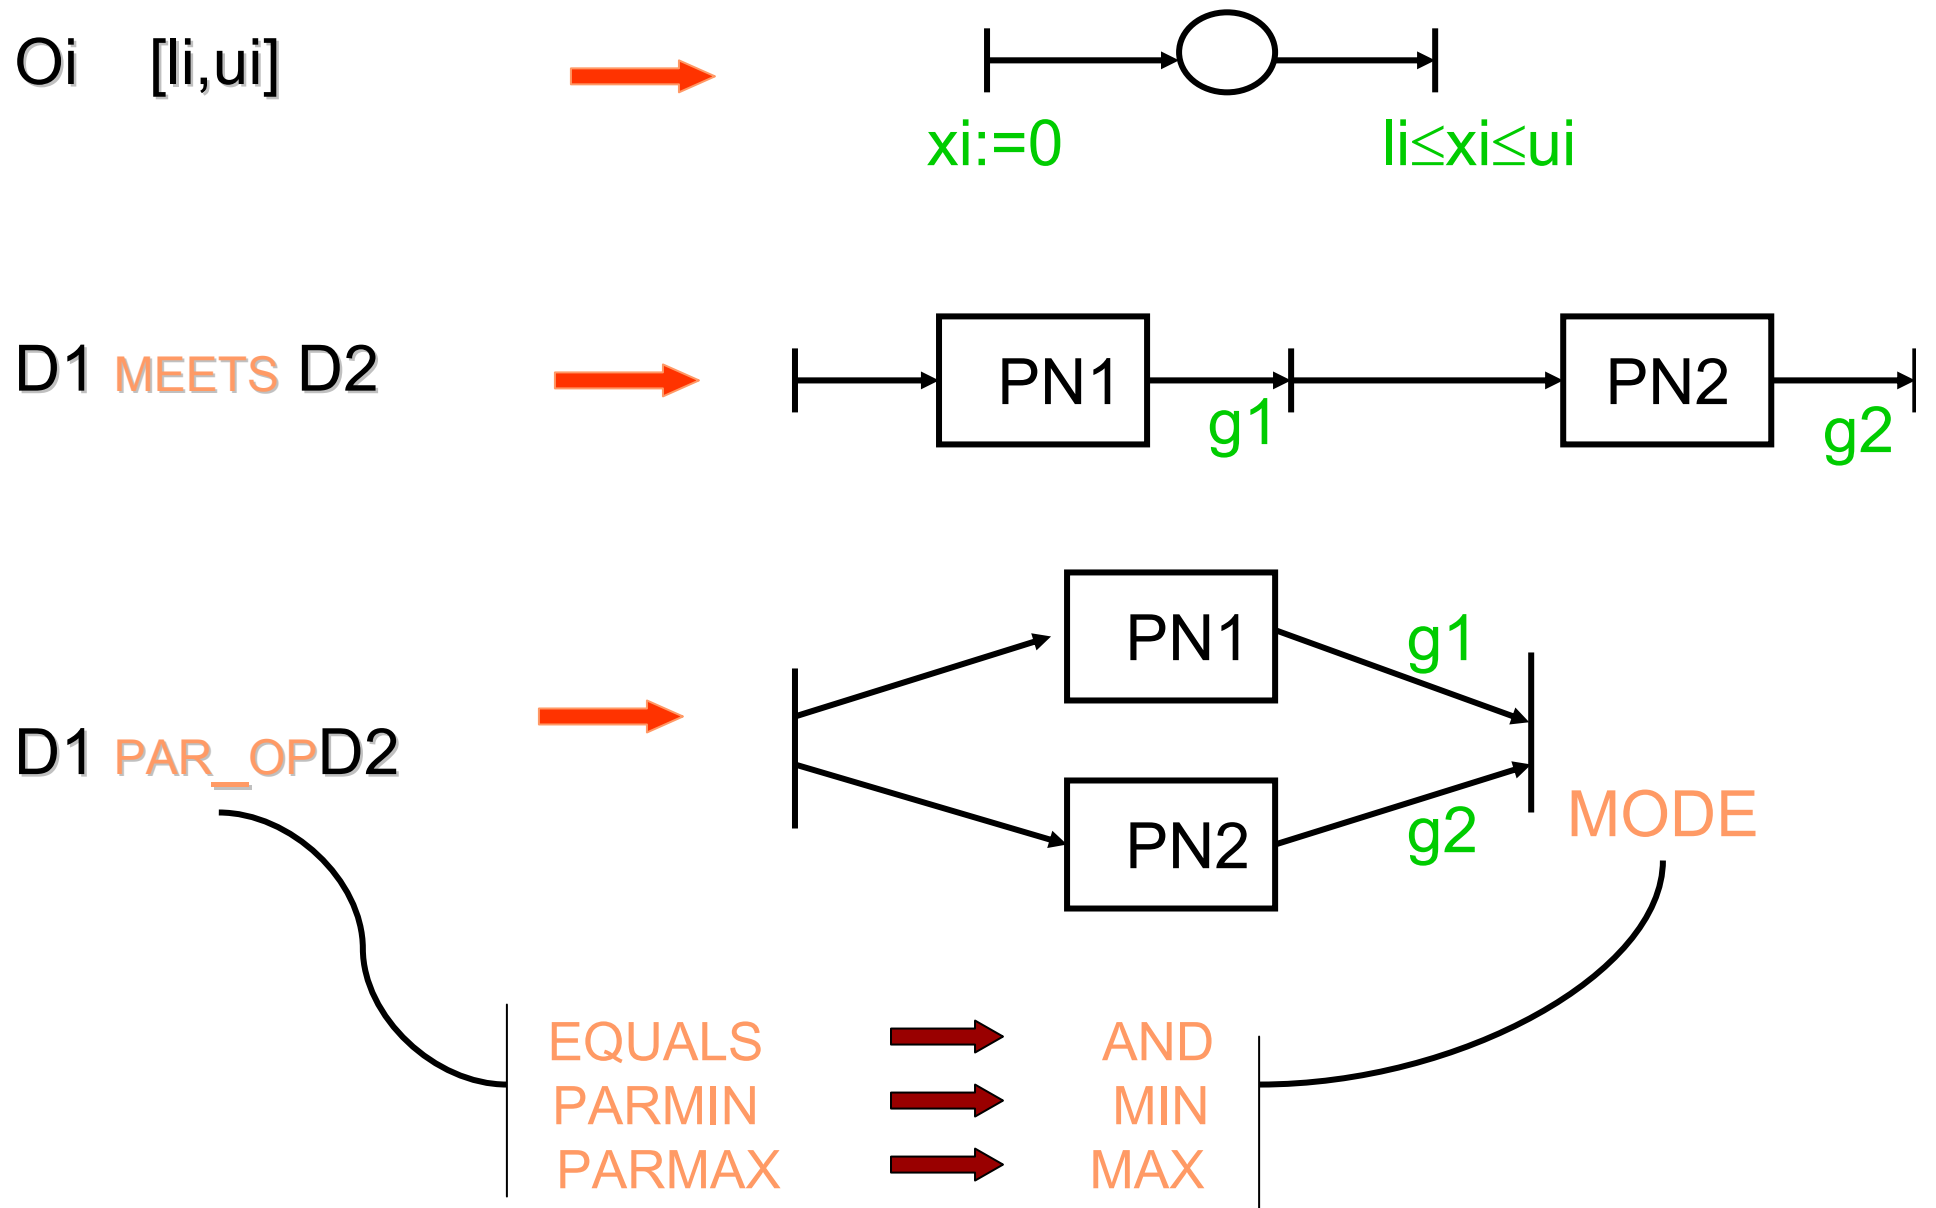 Oi [li,ui]
xi:=0 li≤xi≤ui
D1 MEETS D2
PN1 g1 PN2 g2
PN1 g1
D1 PAR_OPD2
PN2 g2 MODE
EQUALS AND
PARMIN MIN
PARMAX MAX